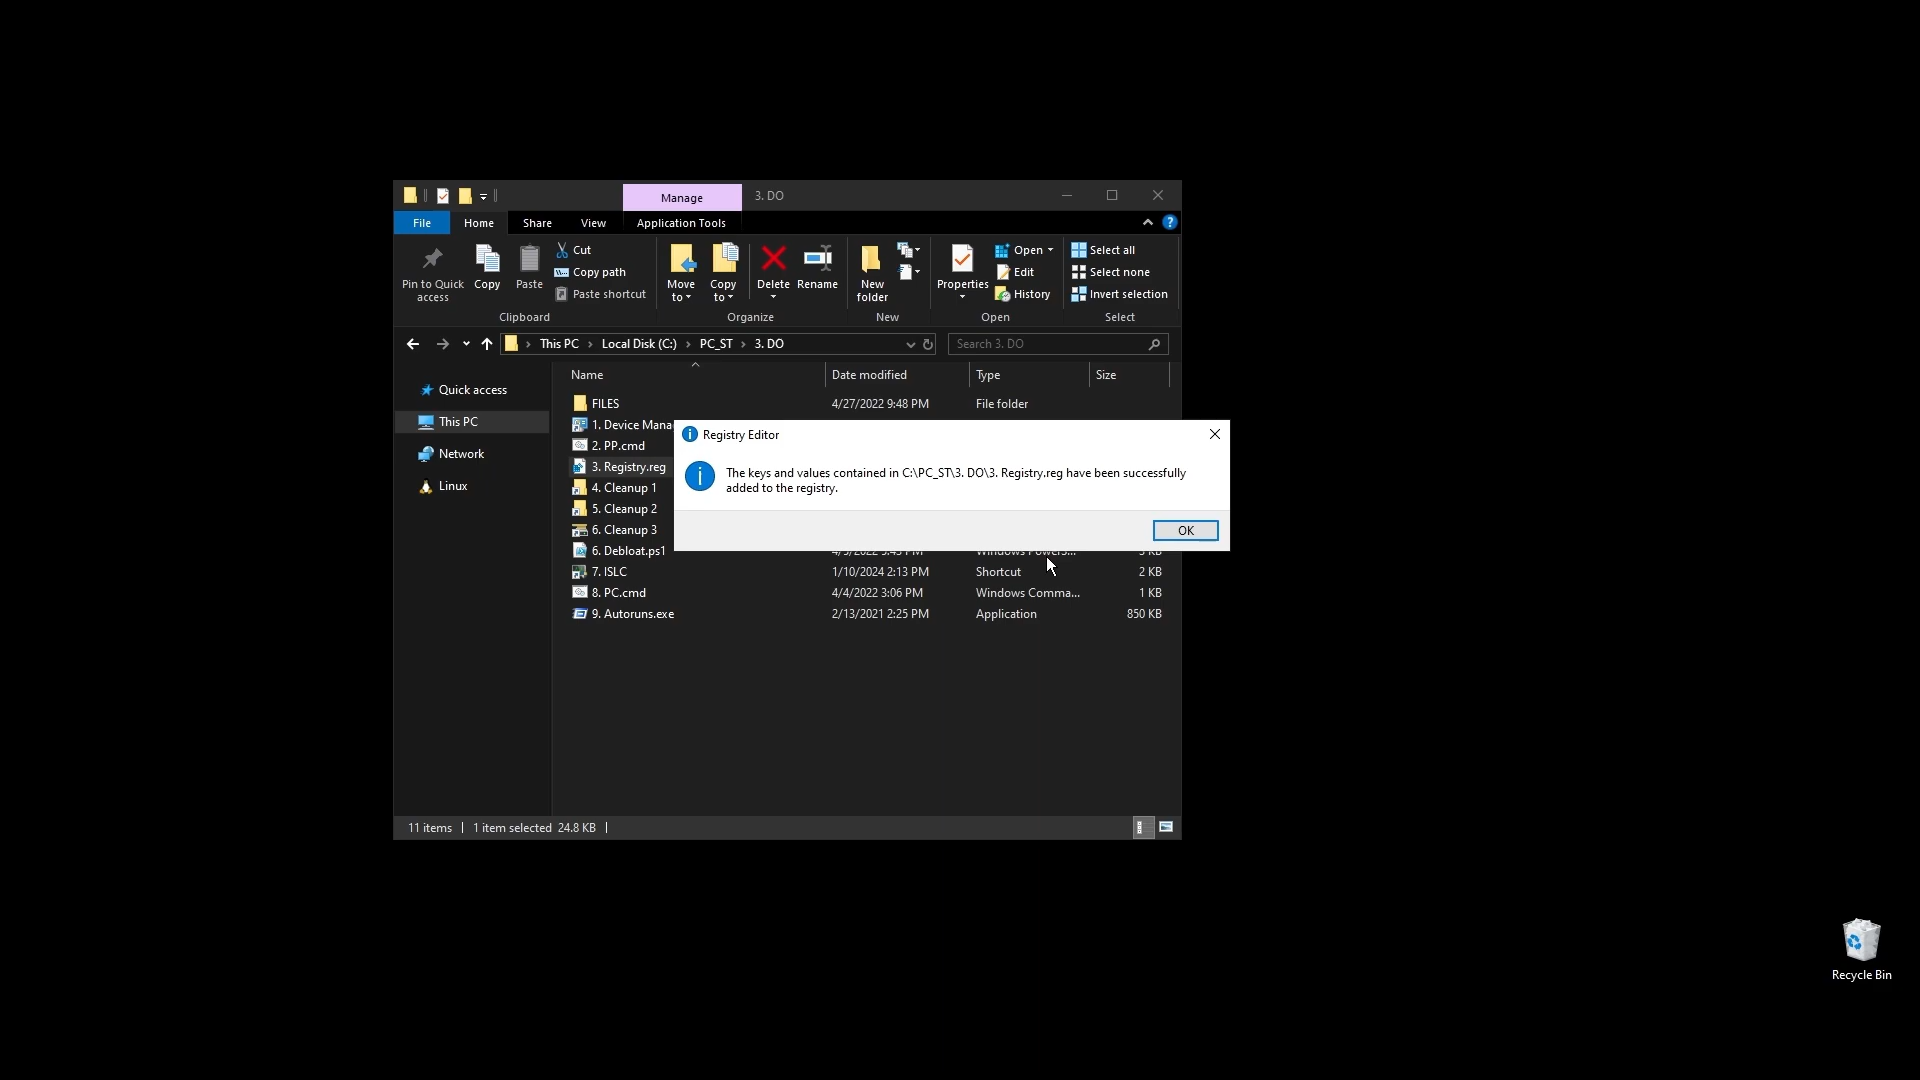 Manage
3. DO
File
Home
Share
View
Application Tools
?
Pin to Quick
access
Copy
Paste
Cut
Copy path
Paste shortcut
Clipboard
Move
to
Copy
to
Delete
Rename
Organize
New
folder
New
Properties
Open
Edit
History
Open
Select all
Select none
Invert selection
Select
This PC
Local Disk (C:)
PC_ST
3. DO
Search 3. DO
Quick access
This PC
Network
Linux
Name
Date modified
Type
Size
FILES 4/27/2022 9:48 PM File folder
1. Device Mana
2. PP.cmd
3. Registry.reg
4. Cleanup 1
5. Cleanup 2
6. Cleanup 3
6. Debloat.ps1
7. ISLC 1/10/2024 2:13 PM Shortcut 2 KB
8. PC.cmd 4/4/2022 3:06 PM Windows Comma... 1 KB
9. Autoruns.exe 2/13/2021 2:25 PM Application 850 KB
Registry Editor
The keys and values contained in C:\PC_ST\3. DO\3. Registry.reg have been successfully
added to the registry.
OK
11 items
1 item selected 24.8 KB
Recycle Bin